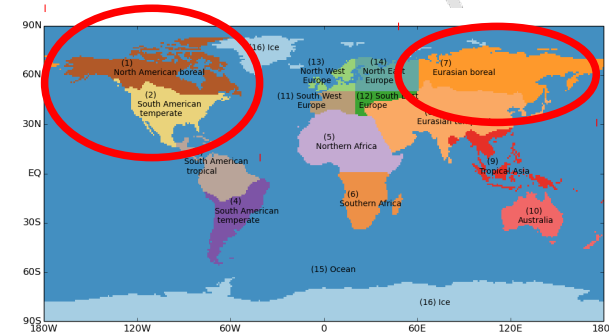 90N
60N
30N
EQ
30S
60S
90S
(1)
North American boreal
(2)
South American
temperate
(16) Ice
(13)
North West
Europe
(14)
North East
Europe
(7)
Eurasian boreal
(11) South West
Europe
(12) South East
Europe
(5)
Northern Africa
South American
tropical
(4)
South American
temperate
(6)
Southern Africa
(9)
Tropical Asia
(10)
Australia
(15) Ocean
(16) Ice
180W
120W
60W
0
60E
120E
180